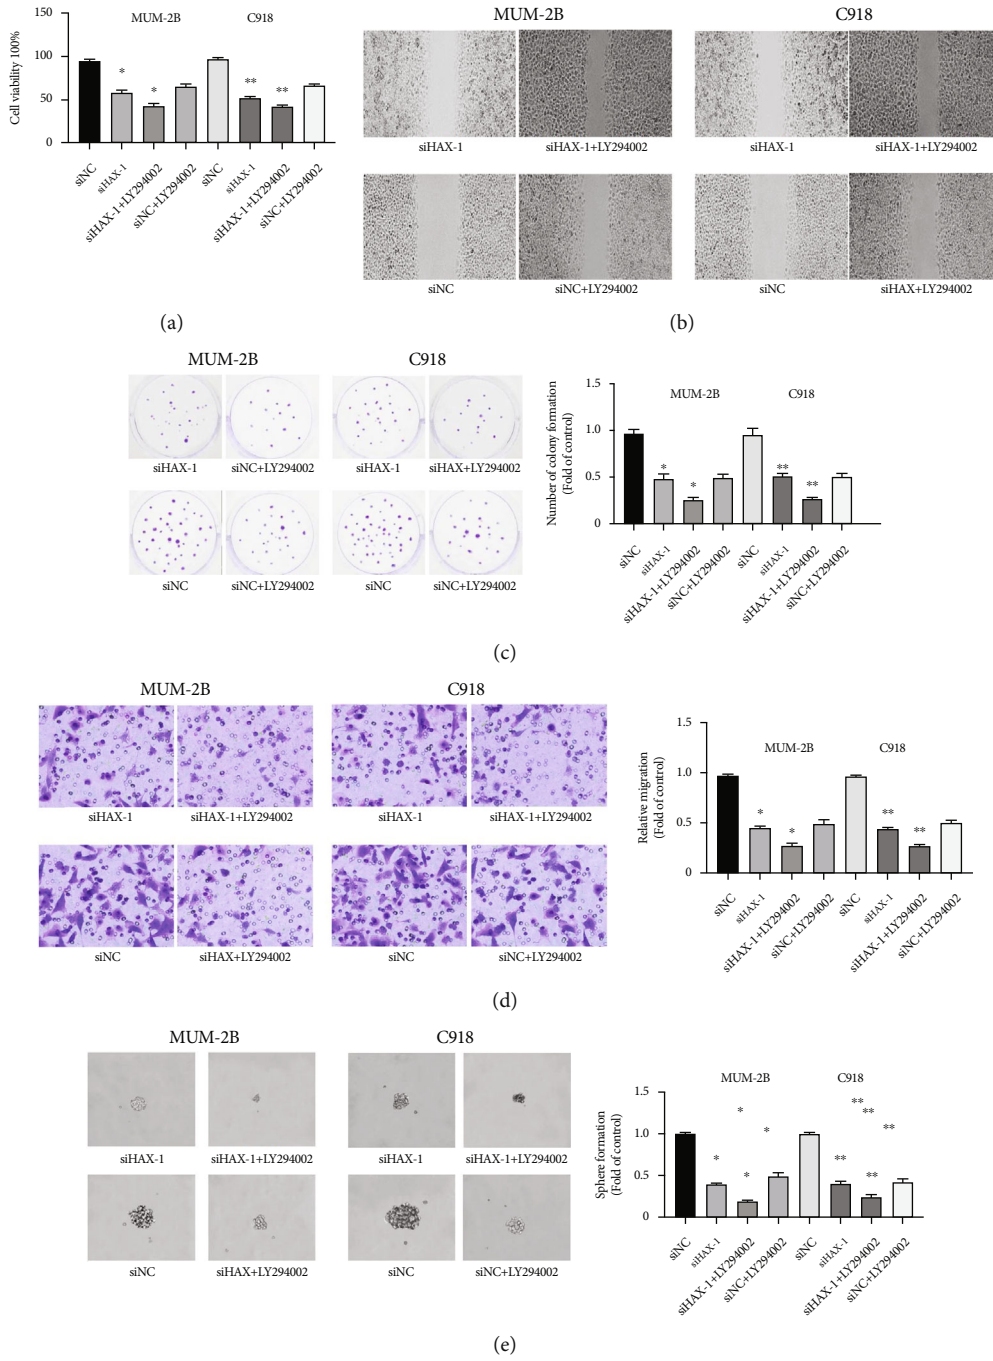 MUM-2B C918
150
100
50
0
Cell viability 100%
* * ** **
siNC
siHAX-1
siHAX-1+LY294002
siNC+LY294002
siNC
siHAX-1
siHAX-1+LY294002
siNC+LY294002
(a)
MUM-2B C918
siHAX-1 siHAX-1+LY294002 siHAX-1 siHAX-1+LY294002
siNC siNC+LY294002 siNC siHAX+LY294002
(b)
MUM-2B C918
siHAX-1 siNC+LY294002 siHAX-1 siHAX+LY294002
siNC siNC+LY294002 siNC siNC+LY294002
Number of colony formation
(Fold of control)
1.5
1.0
0.5
0
MUM-2B C918
* * ** **
siNC
siHAX-1
siHAX-1+LY294002
siNC+LY294002
siNC
siHAX-1
siHAX-1+LY294002
siNC+LY294002
(c)
MUM-2B C918
siHAX-1 siHAX-1+LY294002 siHAX-1 siHAX-1+LY294002
siNC siHAX+LY294002 siNC siNC+LY294002
Relative migration
(Fold of control)
1.5
1.0
0.5
0
MUM-2B C918
* * ** **
siNC
siHAX-1
siHAX-1+LY294002
siNC+LY294002
siNC
siHAX-1
siHAX-1+LY294002
siNC+LY294002
(d)
MUM-2B C918
siHAX-1 siHAX-1+LY294002 siHAX-1 siHAX-1+LY294002
siNC siHAX+LY294002 siNC siNC+LY294002
Sphere formation
(Fold of control)
1.5
1.0
0.5
0
MUM-2B C918
* ** **
* **
* * ** **
siNC
siHAX-1
siHAX-1+LY294002
siNC+LY294002
siNC
siHAX-1
siHAX-1+LY294002
siNC+LY294002
(e)